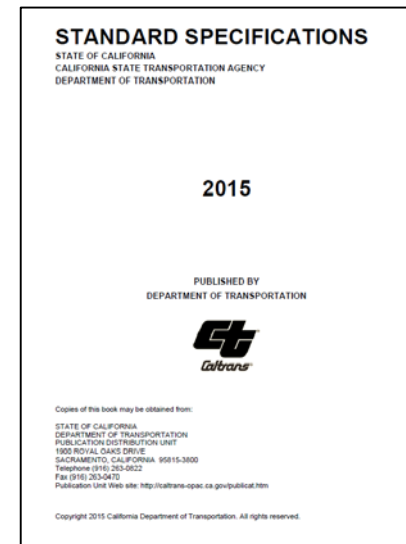 STANDARD SPECIFICATIONS
STATE OF CALIFORNIA
CALIFORNIA STATE TRANSPORTATION AGENCY
DEPARTMENT OF TRANSPORTATION
2015
PUBLISHED BY
DEPARTMENT OF TRANSPORTATION
ct
Caltrans
Copies of this book may be obtained from:
STATE OF CALIFORNIA
DEPARTMENT OF TRANSPORTATION
PUBLICATION DISTRIBUTION UNIT
1900 ROYAL OAKS DRIVE
SACRAMENTO, CALIFORNIA 95815-3800
Telephone (916) 263-0822
Fax (916) 263-0470
Publication Unit Web site: http://caltrans-opac.ca.gov/publicat.htm
Copyright 2015 California Department of Transportation. All rights reserved.